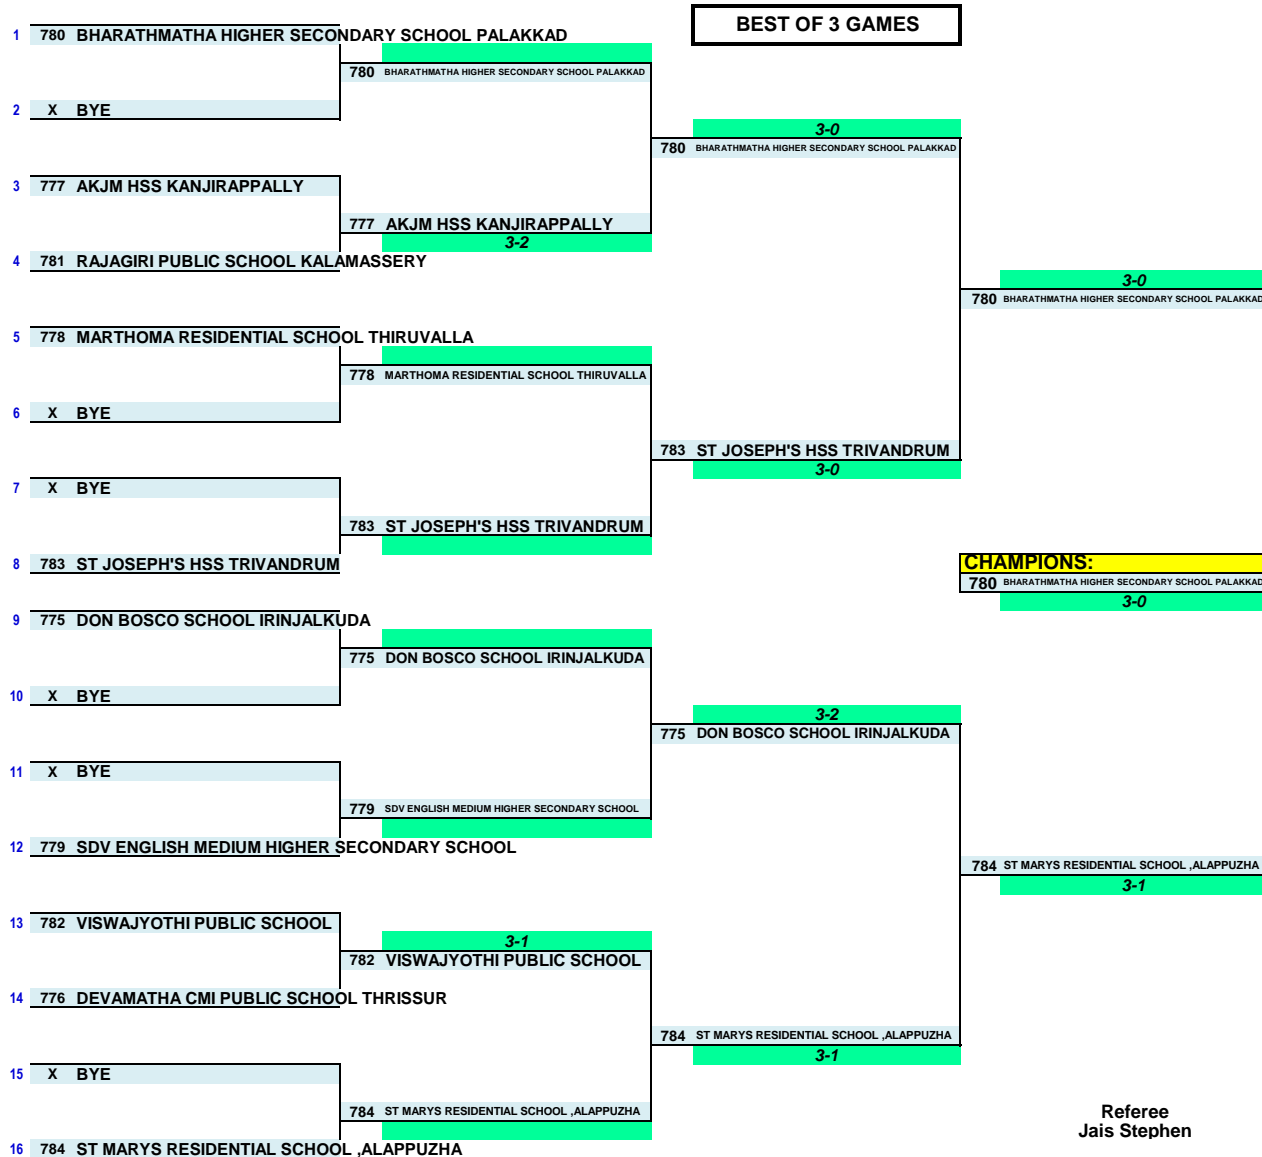 BEST OF 3 GAMES
1 780 BHARATHMATHA HIGHER SECONDARY SCHOOL PALAKKAD
780 BHARATHMATHA HIGHER SECONDARY SCHOOL PALAKKAD
2 X BYE
3-0
780 BHARATHMATHA HIGHER SECONDARY SCHOOL PALAKKAD
3 777 AKJM HSS KANJIRAPPALLY
777 AKJM HSS KANJIRAPPALLY
3-2
4 781 RAJAGIRI PUBLIC SCHOOL KALAMASSERY
3-0
780 BHARATHMATHA HIGHER SECONDARY SCHOOL PALAKKAD
5 778 MARTHOMA RESIDENTIAL SCHOOL THIRUVALLA
778 MARTHOMA RESIDENTIAL SCHOOL THIRUVALLA
6 X BYE
783 ST JOSEPH'S HSS TRIVANDRUM
3-0
7 X BYE
783 ST JOSEPH'S HSS TRIVANDRUM
8 783 ST JOSEPH'S HSS TRIVANDRUM
CHAMPIONS:
780 BHARATHMATHA HIGHER SECONDARY SCHOOL PALAKKAD
3-0
9 775 DON BOSCO SCHOOL IRINJALKUDA
775 DON BOSCO SCHOOL IRINJALKUDA
10 X BYE
3-2
775 DON BOSCO SCHOOL IRINJALKUDA
11 X BYE
779 SDV ENGLISH MEDIUM HIGHER SECONDARY SCHOOL
12 779 SDV ENGLISH MEDIUM HIGHER SECONDARY SCHOOL
784 ST MARYS RESIDENTIAL SCHOOL ,ALAPPUZHA
3-1
13 782 VISWAJYOTHI PUBLIC SCHOOL
3-1
782 VISWAJYOTHI PUBLIC SCHOOL
14 776 DEVAMATHA CMI PUBLIC SCHOOL THRISSUR
784 ST MARYS RESIDENTIAL SCHOOL ,ALAPPUZHA
3-1
15 X BYE
784 ST MARYS RESIDENTIAL SCHOOL ,ALAPPUZHA
Referee
Jais Stephen
16 784 ST MARYS RESIDENTIAL SCHOOL ,ALAPPUZHA